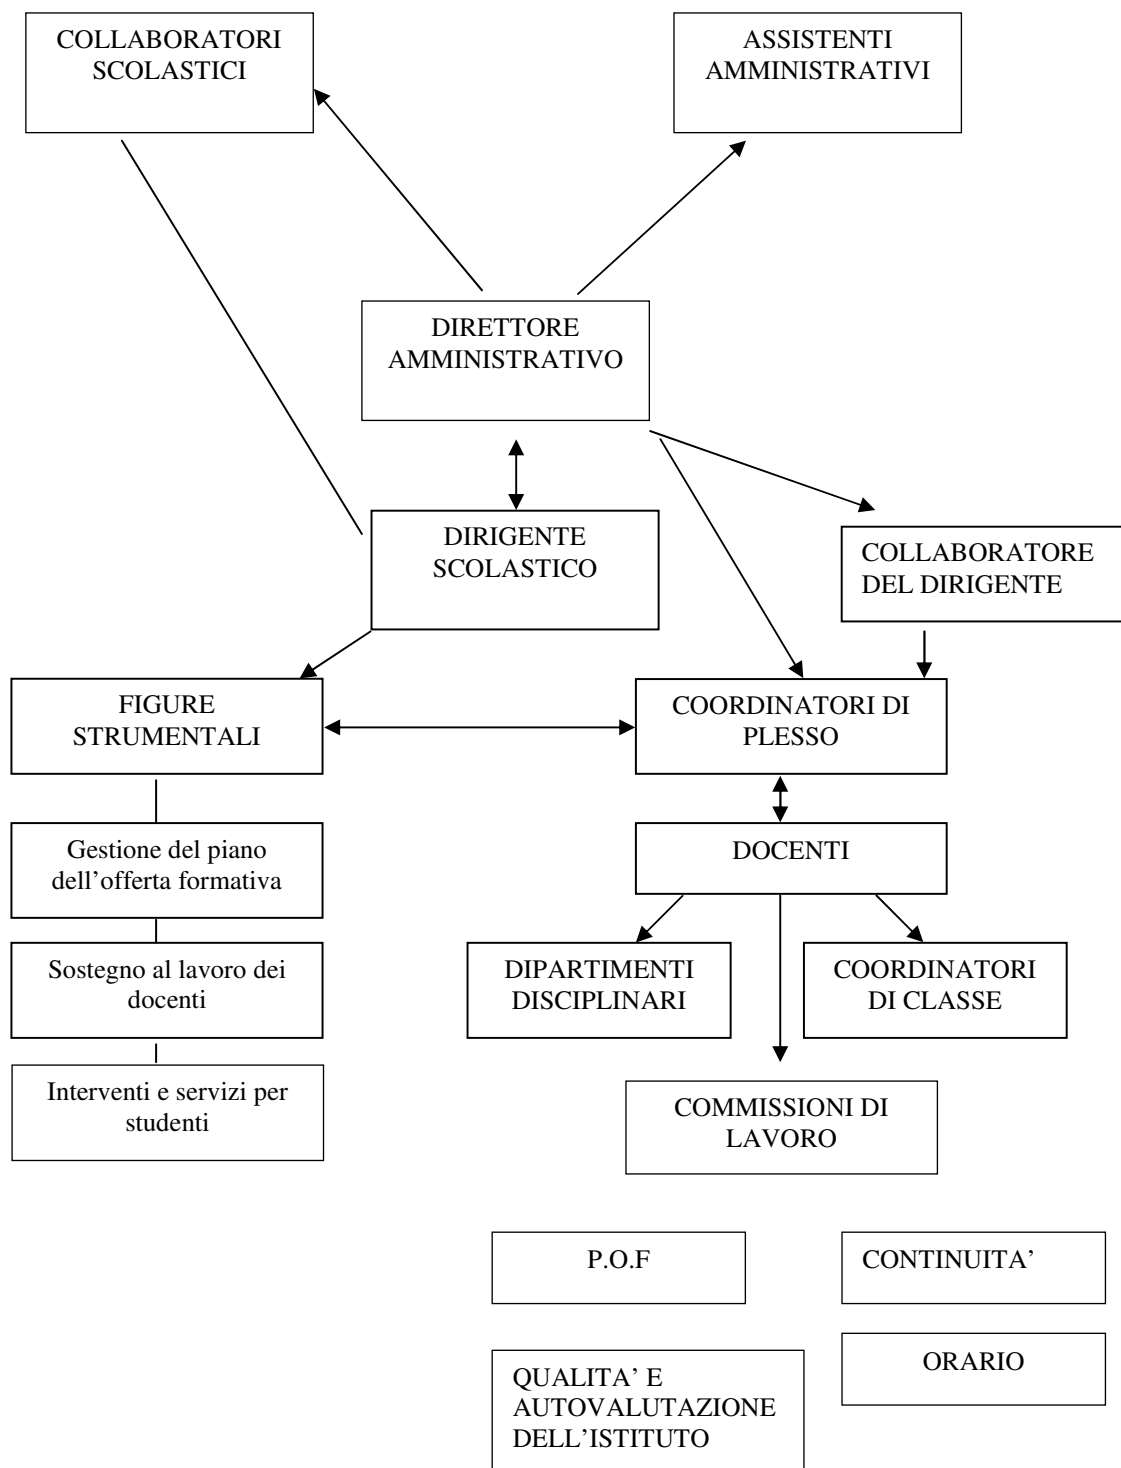 COLLABORATORI
SCOLASTICI
ASSISTENTI
AMMINISTRATIVI
DIRETTORE
AMMINISTRATIVO
DIRIGENTE
SCOLASTICO
COLLABORATORE
DEL DIRIGENTE
FIGURE
STRUMENTALI
COORDINATORI DI
PLESSO
Gestione del piano
dell’offerta formativa
DOCENTI
Sostegno al lavoro dei
docenti
DIPARTIMENTI
DISCIPLINARI
COORDINATORI
DI CLASSE
Interventi e servizi per
studenti
COMMISSIONI DI
LAVORO
P.O.F
CONTINUITA’
ORARIO
QUALITA’ E
AUTOVALUTAZIONE
DELL’ISTITUTO